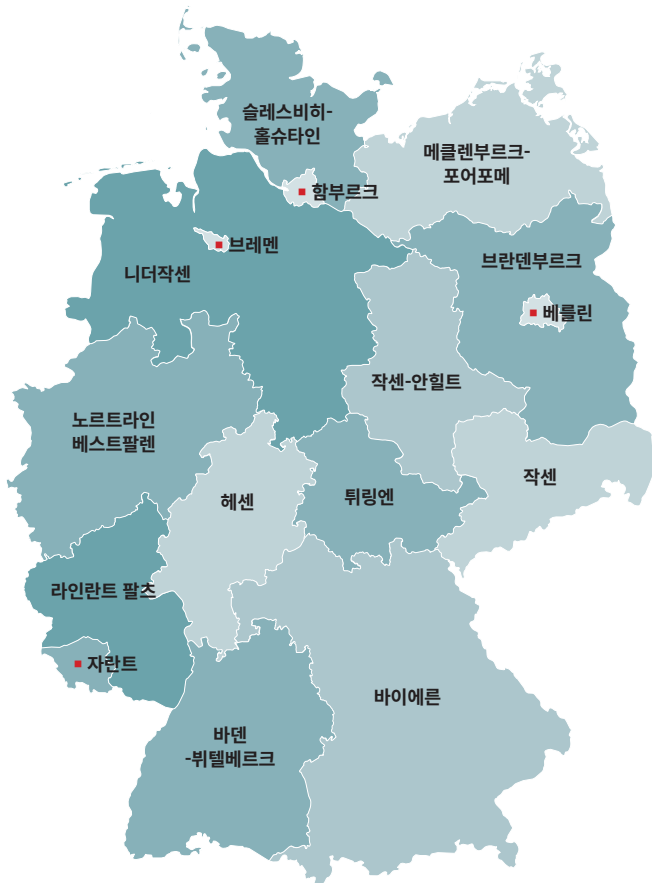 슬레스비히-
홀슈타인
메클렌부르크-
포어포메
함부르크
브레멘
니더작센
브란덴부르크
베를린
작센-안힐트
노르트라인
베스트팔렌
작센
헤센
튀링엔
라인란트 팔츠
자란트
바이에른
바덴
-뷔텔베르크